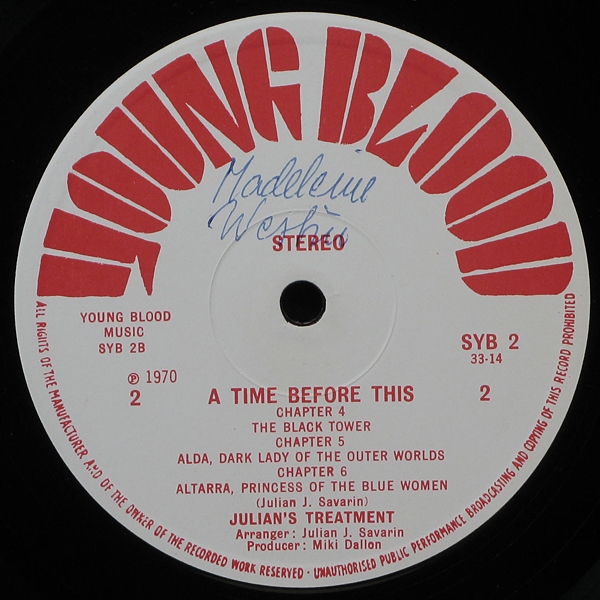 YOUNG BLOOD
Madeleine
STEREO
YOUNG BLOOD
MUSIC
SYB 2B
SYB 2
33-14
℗ 1970
2
2
A TIME BEFORE THIS
CHAPTER 4
THE BLACK TOWER
CHAPTER 5
ALDA, DARK LADY OF THE OUTER WORLDS
CHAPTER 6
ALTARRA, PRINCESS OF THE BLUE WOMEN
(Julian J. Savarin)
JULIAN'S TREATMENT
Arranger: Julian J. Savarin
Producer: Miki Dallon
ALL RIGHTS OF THE MANUFACTURER AND OF THE OWNER OF THE RECORDED WORK RESERVED · UNAUTHORISED PUBLIC PERFORMANCE BROADCASTING AND COPYING OF THIS RECORD PROHIBITED